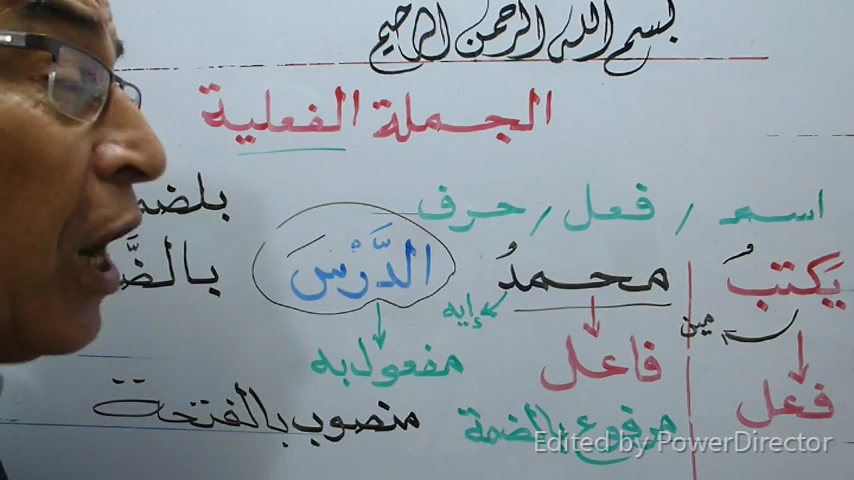 بسم الله الرحمن الرحيم
الجملة الفعلية
اسم / فعل / حرف
يَكتبُ محمدُ الدَّرْسَ
مين
إيه
فعل
فاعل
مفعول به
مرفوع بالضمة
منصوب بالفتحة
Edited by PowerDirector